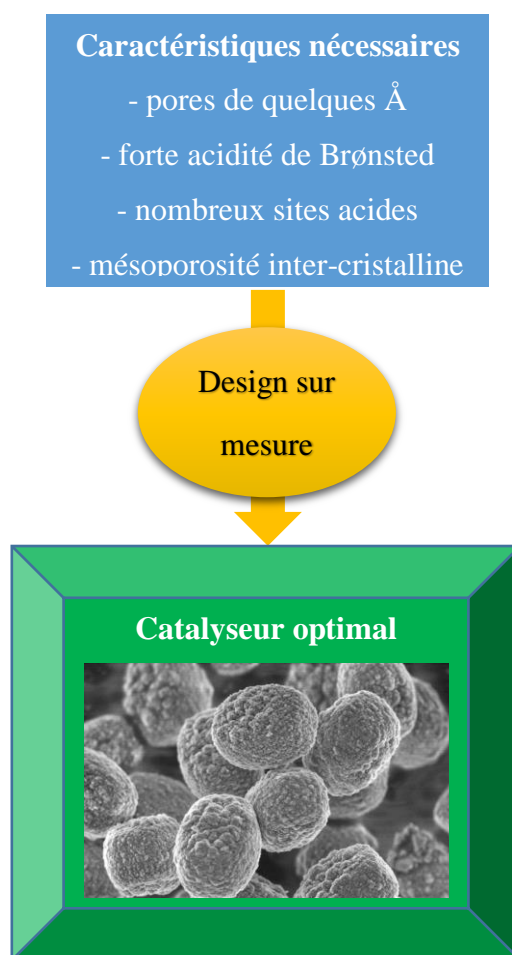 Caractéristiques nécessaires
- pores de quelques Å
- forte acidité de Brønsted
- nombreux sites acides
- mésoporosité inter-cristalline
Design sur
mesure
Catalyseur optimal